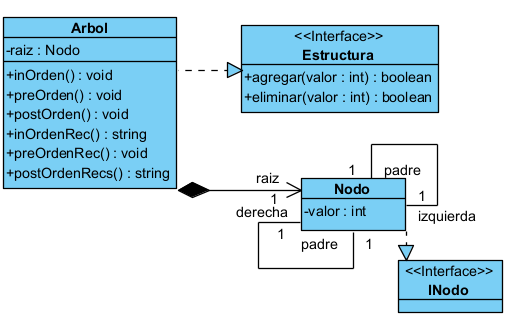 Arbol
-raiz : Nodo
+inOrden() : void
+preOrden() : void
+postOrden() : void
+inOrdenRec() : string
+preOrdenRec() : void
+postOrdenRecs() : string
<<Interface>>
Estructura
+agregar(valor : int) : boolean
+eliminar(valor : int) : boolean
raiz
1
Nodo
-valor : int
1
padre
1
izquierda
derecha
1
padre
1
<<Interface>>
INodo